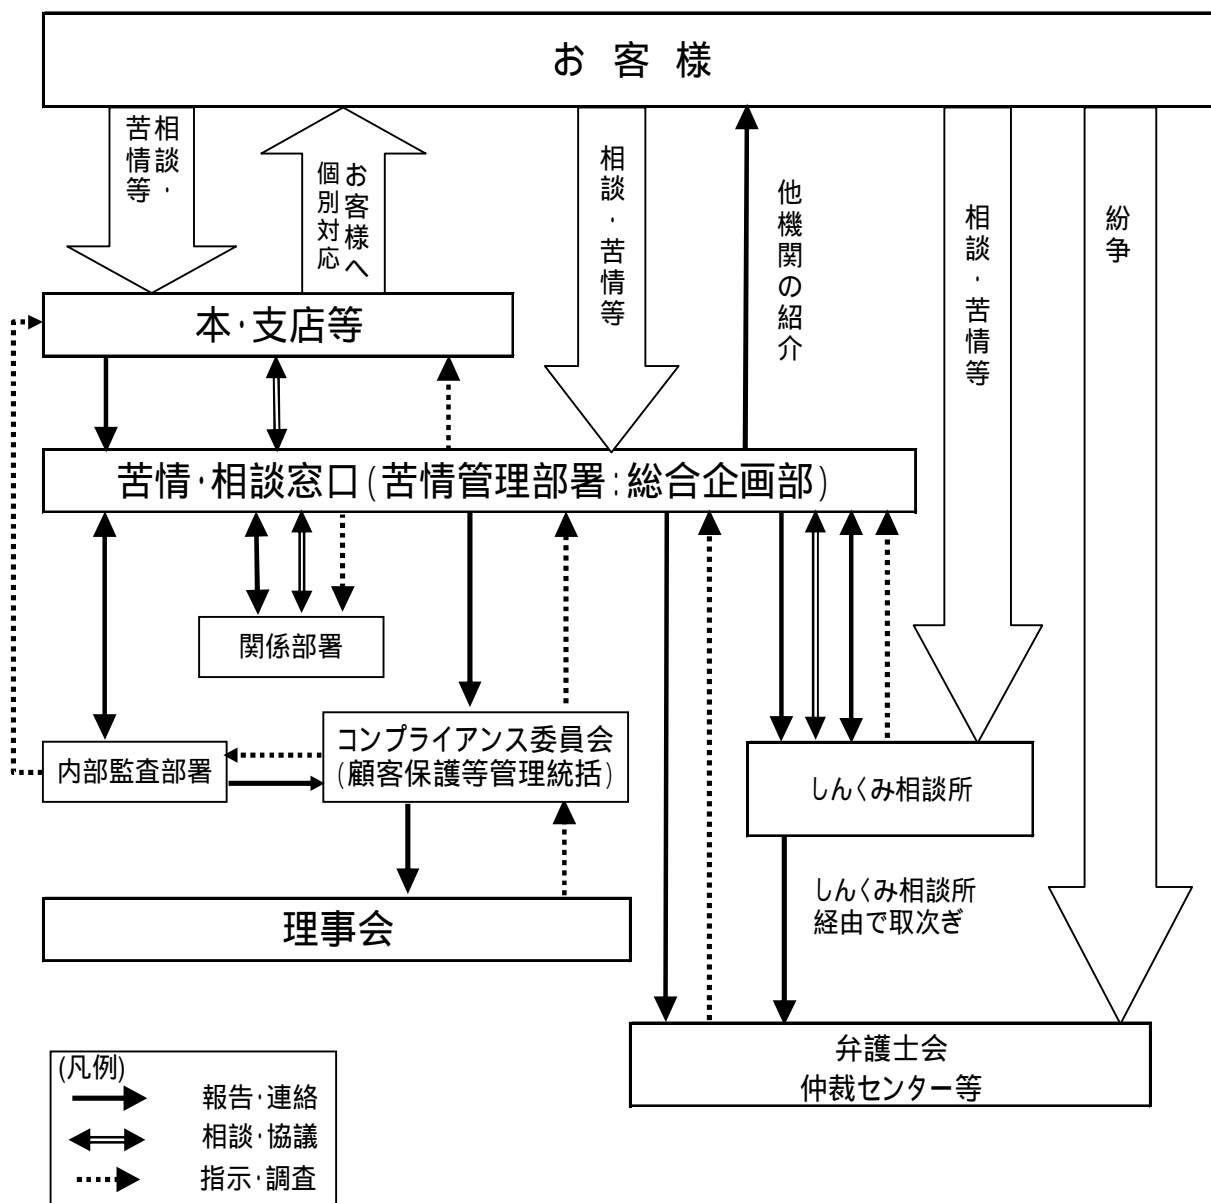 お 客 様
相談・
苦情等
お客様へ
個別対応
相談・苦情等
他機関の紹介
相談・苦情等
紛争
本・支店等
苦情・相談窓口(苦情管理部署:総合企画部)
関係部署
内部監査部署
コンプライアンス委員会
(顧客保護等管理統括)
しんくみ相談所
しんくみ相談所
経由で取次ぎ
理事会
弁護士会
仲裁センター等
(凡例)
報告・連絡
相談・協議
指示・調査